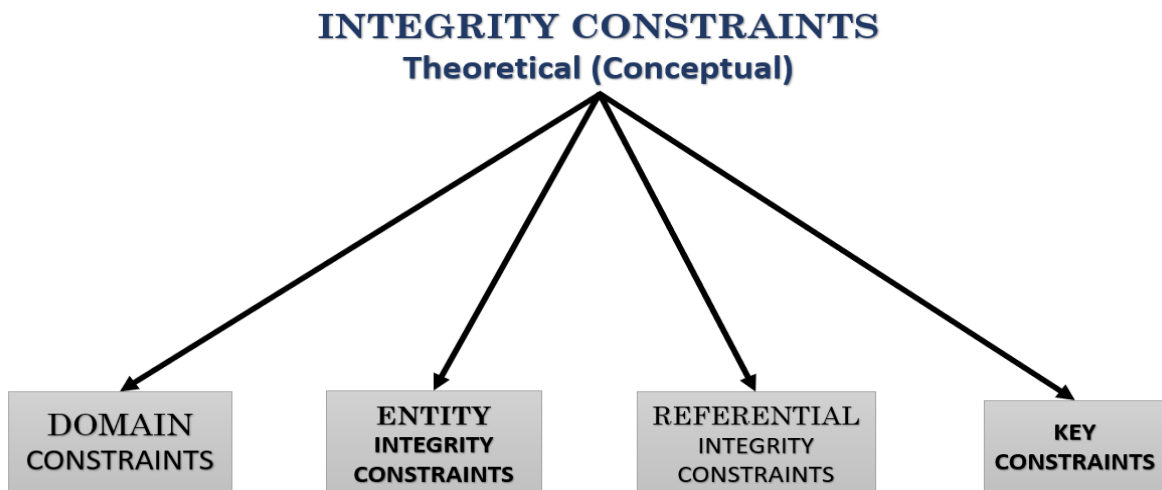 INTEGRITY CONSTRAINTS
Theoretical (Conceptual)
DOMAIN
CONSTRAINTS
ENTITY
INTEGRITY
CONSTRAINTS
REFERENTIAL
INTEGRITY
CONSTRAINTS
KEY
CONSTRAINTS